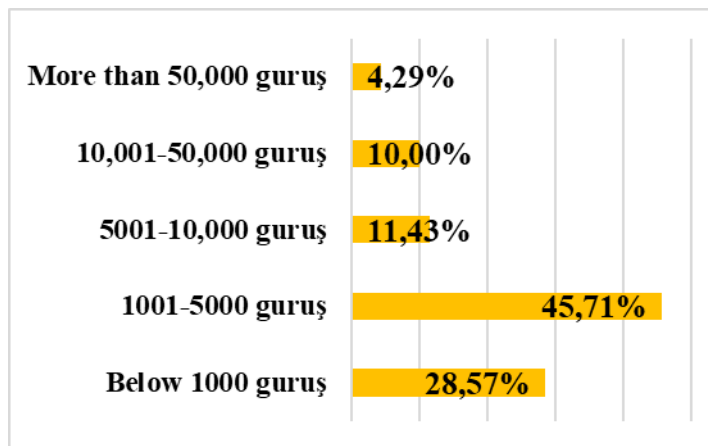 More than 50,000 guruş 4,29%
10,001-50,000 guruş 10,00%
5001-10,000 guruş 11,43%
1001-5000 guruş 45,71%
Below 1000 guruş 28,57%